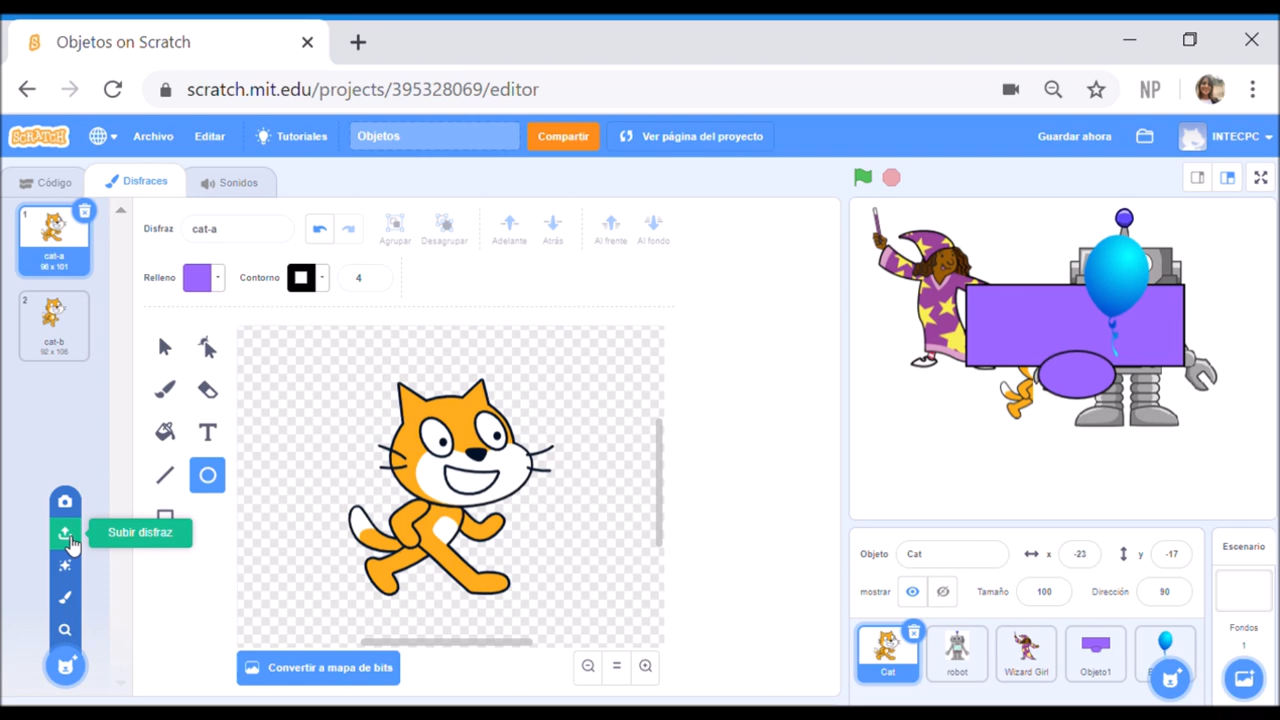 Objetos on Scratch
scratch.mit.edu/projects/395328069/editor
NP
SCRATCH
Archivo
Editar
Tutoriales
Objetos
Compartir
Ver página del proyecto
Guardar ahora
INTECPC
Código
Disfraces
Sonidos
1
cat-a
96 x 101
2
cat-b
92 x 106
Disfraz
cat-a
Agrupar
Desagrupar
Adelante
Atrás
Al frente
Al fondo
Relleno
Contorno
4
T
Subir disfraz
Convertir a mapa de bits
Objeto
Cat
x
-23
y
-17
mostrar
Tamaño
100
Dirección
90
Cat
robot
Wizard Girl
Objeto1
Escenario
Fondos
1